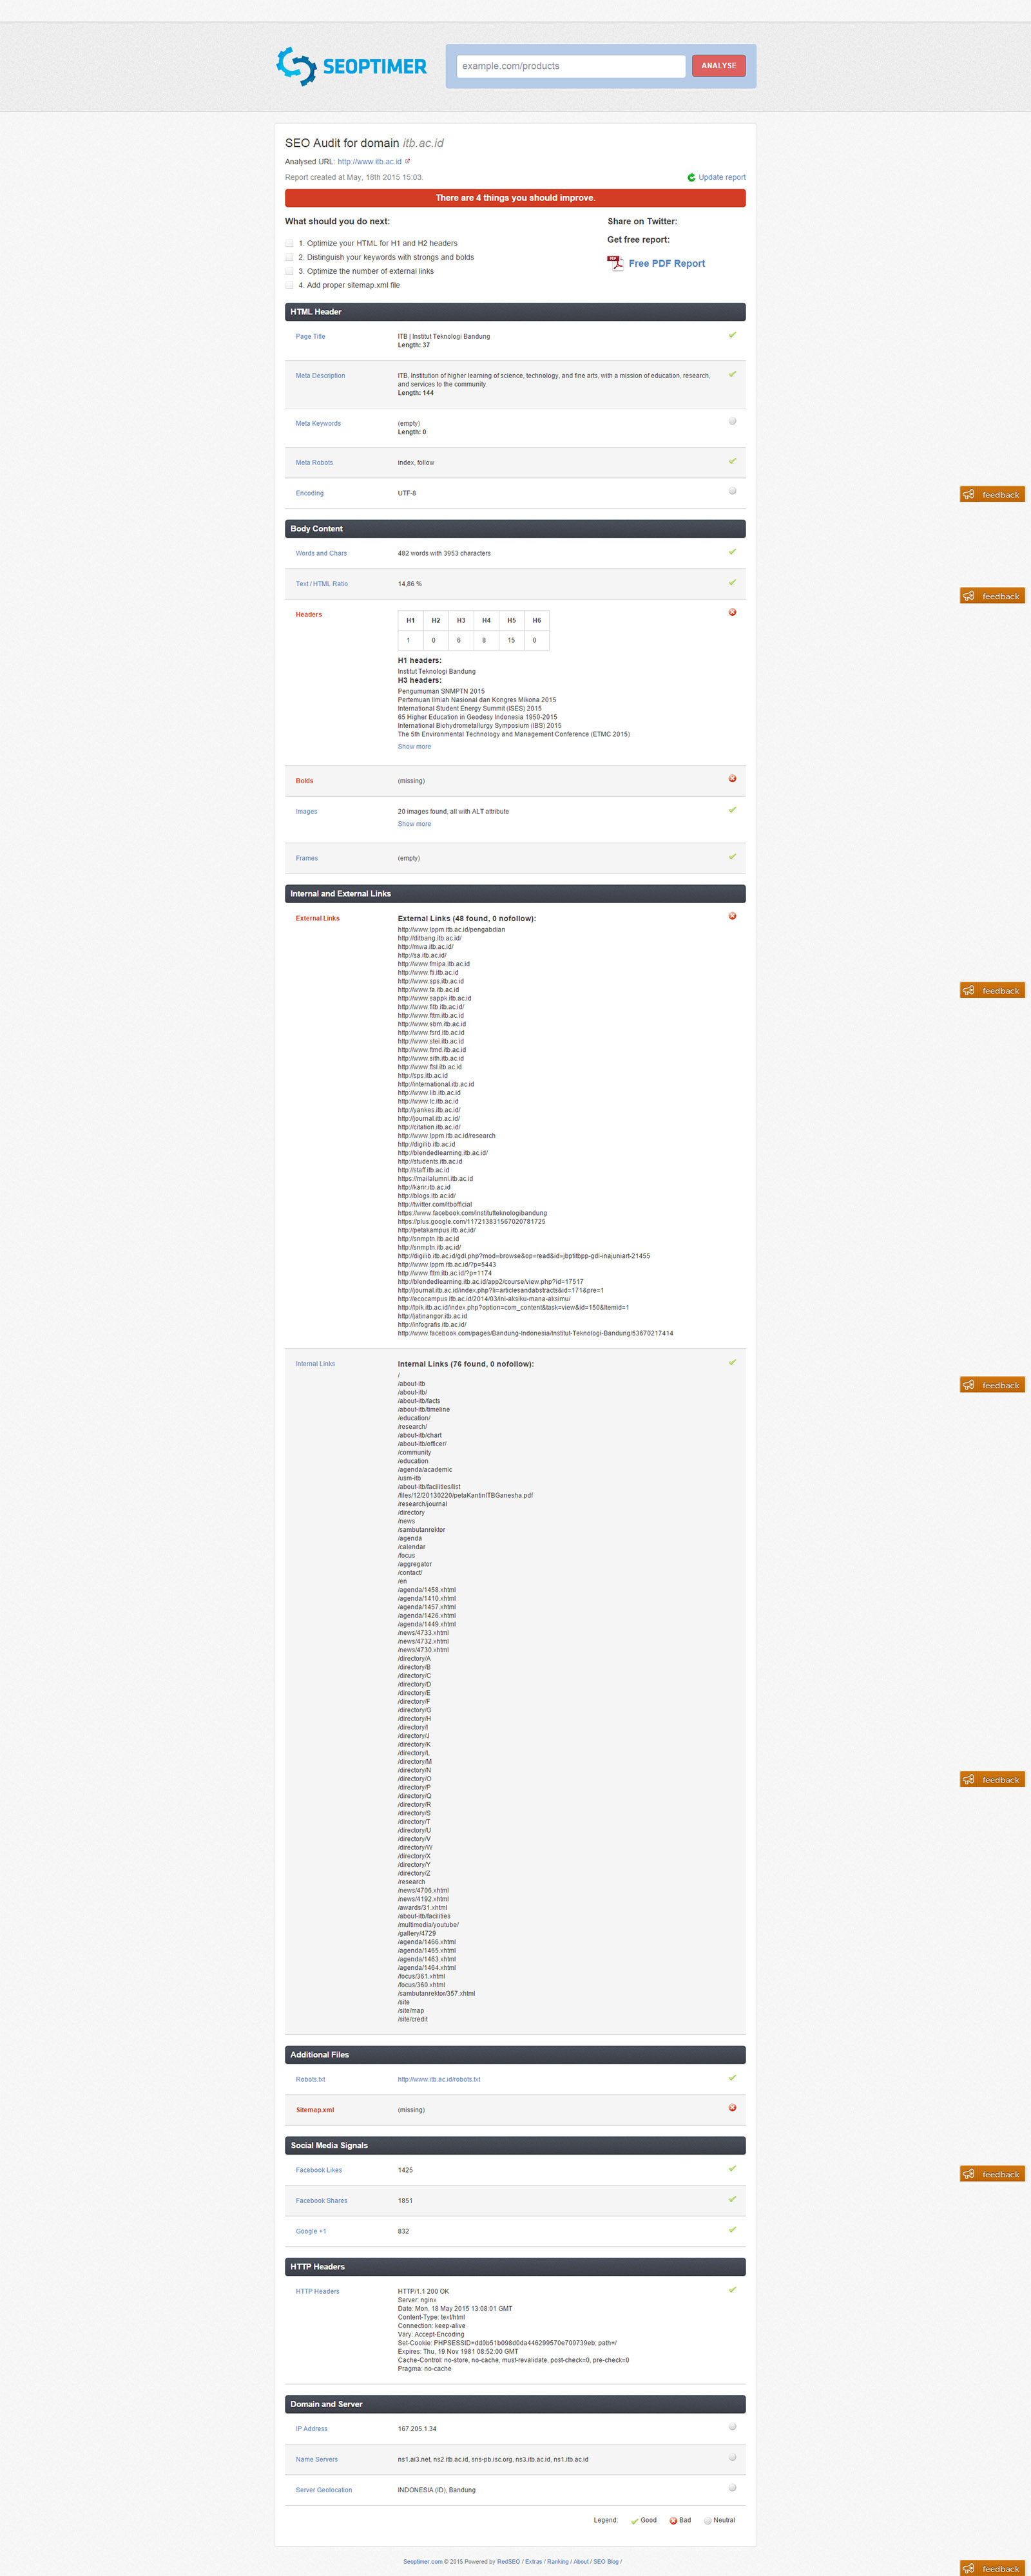 SEOPTIMER
example.com/products
ANALYSE
SEO Audit for domain itb.ac.id
Analysed URL: http://www.itb.ac.id
Report created at May, 18th 2015 15:03.
Update report
There are 4 things you should improve.
What should you do next:
1. Optimize your HTML for H1 and H2 headers
2. Distinguish your keywords with strongs and bolds
3. Optimize the number of external links
4. Add proper sitemap.xml file
Share on Twitter:
Get free report:
Free PDF Report
HTML Header
Page Title
ITB | Institut Teknologi Bandung
Length: 37
Meta Description
ITB, Institution of higher learning of science, technology, and fine arts, with a mission of education, research,
and services to the community.
Length: 144
Meta Keywords
(empty)
Length: 0
Meta Robots
index, follow
Encoding
UTF-8
feedback
Body Content
Words and Chars
482 words with 3953 characters
Text / HTML Ratio
14,86 %
feedback
Headers
H1 H2 H3 H4 H5 H6
1 0 6 8 15 0
H1 headers:
Institut Teknologi Bandung
H3 headers:
Pengumuman SNMPTN 2015
Pertemuan Ilmiah Nasional dan Kongres Mikona 2015
International Student Energy Summit (ISES) 2015
65 Higher Education in Geodesy Indonesia 1950-2015
International Biohydrometallurgy Symposium (IBS) 2015
The 5th Environmental Technology and Management Conference (ETMC 2015)
Show more
Bolds
(missing)
Images
20 images found, all with ALT attribute
Show more
Frames
(empty)
Internal and External Links
External Links
External Links (48 found, 0 nofollow):
http://www.lppm.itb.ac.id/pengabdian
http://ditbang.itb.ac.id/
http://mwa.itb.ac.id/
http://sa.itb.ac.id/
http://www.fmipa.itb.ac.id
http://www.fti.itb.ac.id
http://www.sps.itb.ac.id
http://www.fa.itb.ac.id
http://www.sappk.itb.ac.id
http://www.fitb.itb.ac.id/
http://www.fttm.itb.ac.id
http://www.sbm.itb.ac.id
http://www.fsrd.itb.ac.id
http://www.stei.itb.ac.id
http://www.ftmd.itb.ac.id
http://www.sith.itb.ac.id
http://www.ftsl.itb.ac.id
http://sps.itb.ac.id
http://international.itb.ac.id
http://www.lib.itb.ac.id
http://www.lc.itb.ac.id
http://yankes.itb.ac.id/
http://journal.itb.ac.id/
http://citation.itb.ac.id/
http://www.lppm.itb.ac.id/research
http://digilib.itb.ac.id
http://blendedlearning.itb.ac.id/
http://students.itb.ac.id
http://staff.itb.ac.id
https://mailalumni.itb.ac.id
http://karir.itb.ac.id
http://blogs.itb.ac.id/
http://twitter.com/itbofficial
https://www.facebook.com/institutteknologibandung
https://plus.google.com/117213831567020781725
http://petakampus.itb.ac.id/
http://snmptn.itb.ac.id
http://snmptn.itb.ac.id/
http://digilib.itb.ac.id/gdl.php?mod=browse&op=read&id=jbptitbpp-gdl-inajuniart-21455
http://www.lppm.itb.ac.id/?p=5443
http://www.fttm.itb.ac.id/?p=1174
http://blendedlearning.itb.ac.id/app2/course/view.php?id=17517
http://journal.itb.ac.id/index.php?li=articlesandabstracts&id=171&pre=1
http://ecocampus.itb.ac.id/2014/03/ini-aksiku-mana-aksimu/
http://lpik.itb.ac.id/index.php?option=com_content&task=view&id=150&Itemid=1
http://jatinangor.itb.ac.id
http://infografis.itb.ac.id/
http://www.facebook.com/pages/Bandung-Indonesia/Institut-Teknologi-Bandung/53670217414
feedback
Internal Links
Internal Links (76 found, 0 nofollow):
/
/about-itb
/about-itb/
/about-itb/facts
/about-itb/timeline
/education/
/research/
/about-itb/chart
/about-itb/officer/
/community
/education
/agenda/academic
/usm-itb
/about-itb/facilities/list
/files/12/20130220/petaKantinITBGanesha.pdf
/research/journal
/directory
/news
/sambutanrektor
/agenda
/calendar
/focus
/aggregator
/contact/
/en
/agenda/1458.xhtml
/agenda/1410.xhtml
/agenda/1457.xhtml
/agenda/1426.xhtml
/agenda/1449.xhtml
/news/4733.xhtml
/news/4732.xhtml
/news/4730.xhtml
/directory/A
/directory/B
/directory/C
/directory/D
/directory/E
/directory/F
/directory/G
/directory/H
/directory/I
/directory/J
/directory/K
/directory/L
/directory/M
/directory/N
/directory/O
/directory/P
/directory/Q
/directory/R
/directory/S
/directory/T
/directory/U
/directory/V
/directory/W
/directory/X
/directory/Y
/directory/Z
/research
/news/4706.xhtml
/news/4192.xhtml
/awards/31.xhtml
/about-itb/facilities
/multimedia/youtube/
/gallery/4729
/agenda/1466.xhtml
/agenda/1465.xhtml
/agenda/1463.xhtml
/agenda/1464.xhtml
/focus/361.xhtml
/focus/360.xhtml
/sambutanrektor/357.xhtml
/site
/site/map
/site/credit
feedback
feedback
Additional Files
Robots.txt
http://www.itb.ac.id/robots.txt
Sitemap.xml
(missing)
Social Media Signals
Facebook Likes
1425
feedback
Facebook Shares
1851
Google +1
832
HTTP Headers
HTTP Headers
HTTP/1.1 200 OK
Server: nginx
Date: Mon, 18 May 2015 13:08:01 GMT
Content-Type: text/html
Connection: keep-alive
Vary: Accept-Encoding
Set-Cookie: PHPSESSID=dd0b51b098d0da446299570e709739eb; path=/
Expires: Thu, 19 Nov 1981 08:52:00 GMT
Cache-Control: no-store, no-cache, must-revalidate, post-check=0, pre-check=0
Pragma: no-cache
Domain and Server
IP Address
167.205.1.34
Name Servers
ns1.ai3.net, ns2.itb.ac.id, sns-pb.isc.org, ns3.itb.ac.id, ns1.itb.ac.id
Server Geolocation
INDONESIA (ID), Bandung
Legend: Good Bad Neutral
Seoptimer.com © 2015 Powered by RedSEO / Extras / Ranking / About / SEO Blog /
feedback